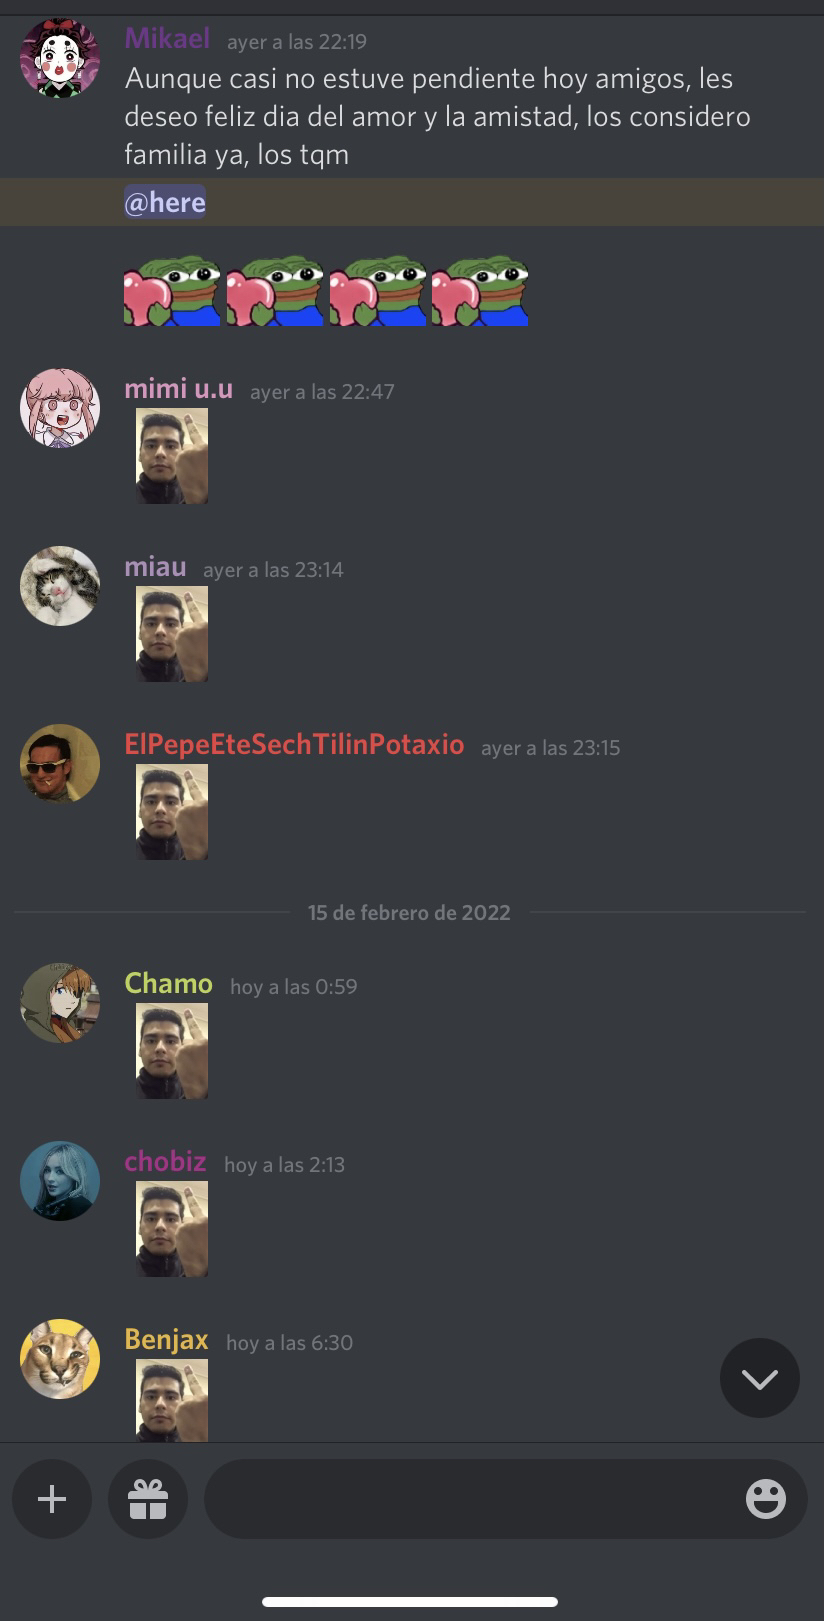 Mikael ayer a las 22:19
Aunque casi no estuve pendiente hoy amigos, les
deseo feliz dia del amor y la amistad, los considero
familia ya, los tqm
@here
mimi u.u ayer a las 22:47
miau ayer a las 23:14
ElPepeEteSechTilinPotaxio ayer a las 23:15
15 de febrero de 2022
Chamo hoy a las 0:59
chobiz hoy a las 2:13
Benjax hoy a las 6:30